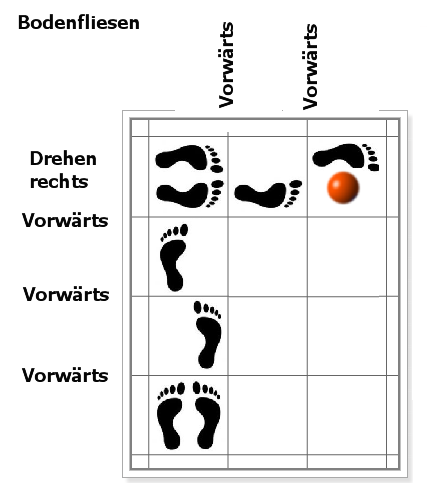 Bodenfliesen
Vorwärts
Vorwärts
Drehen
rechts
Vorwärts
Vorwärts
Vorwärts